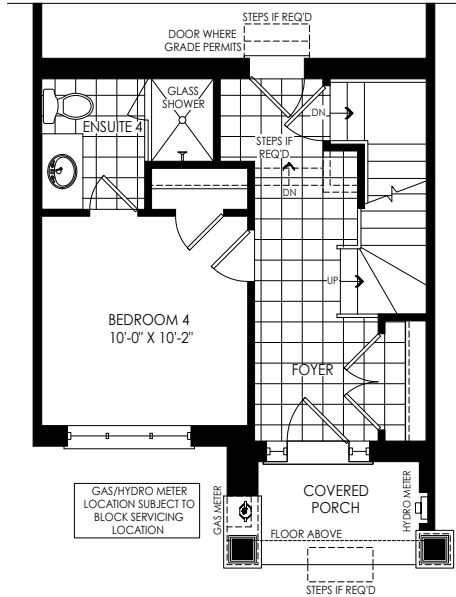 STEPS IF REQ'D
DOOR WHERE
GRADE PERMITS
GLASS
SHOWER
ENSUITE 4
DN
STEPS IF
REQ'D
DN
UP
BEDROOM 4
10'-0" X 10'-2"
FOYER
GAS/HYDRO METER
LOCATION SUBJECT TO
BLOCK SERVICING
LOCATION
GAS METER
COVERED
PORCH
HYDRO METER
FLOOR ABOVE
STEPS IF REQ'D